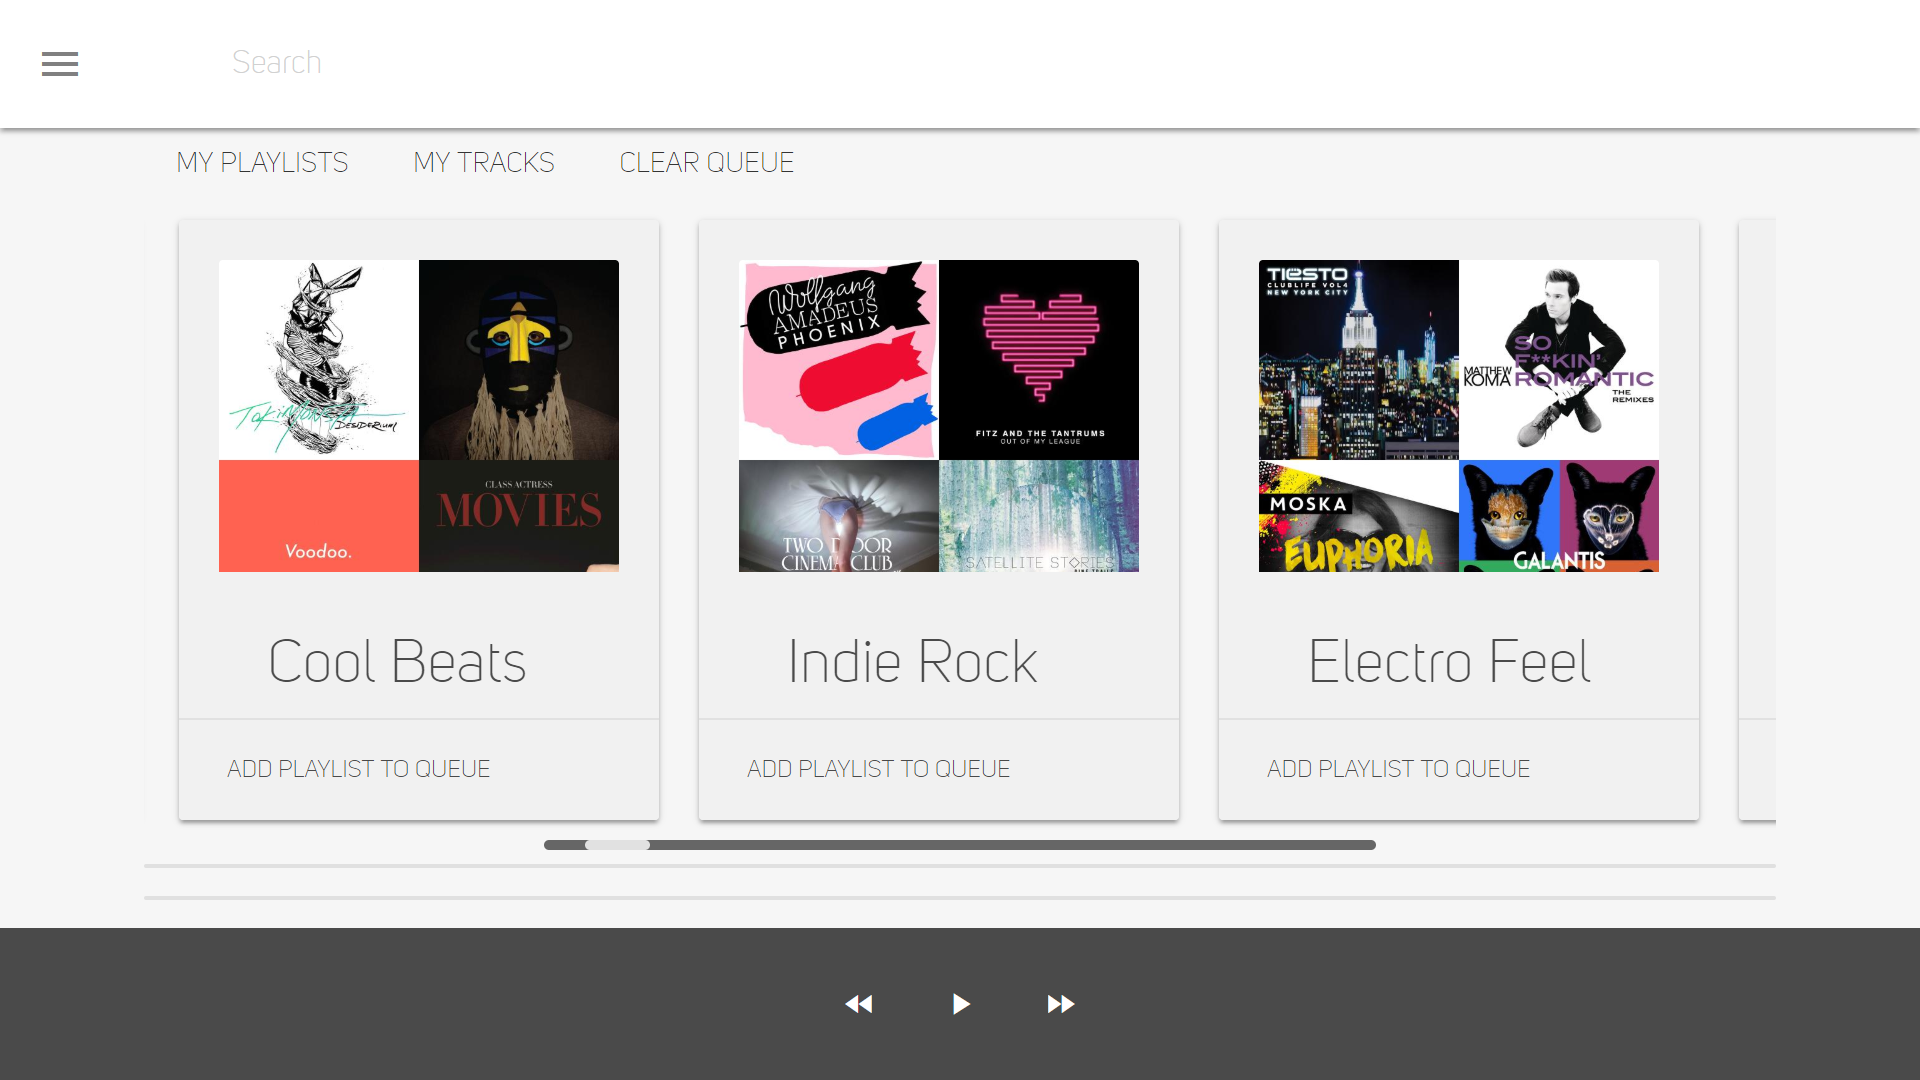 Search
MY PLAYLISTS
MY TRACKS
CLEAR QUEUE
TOKiMONSTA
DESIDERIUM
Voodoo.
CLASS ACTRESS
MOVIES
Cool Beats
ADD PLAYLIST TO QUEUE
Wolfgang
AMADEUS
PHOENIX
FITZ AND THE TANTRUMS
OUT OF MY LEAGUE
TWO DOOR
CINEMA CLUB
SATELLITE STORIES
Indie Rock
ADD PLAYLIST TO QUEUE
TIËSTO
CLUBLIFE VOL4
NEW YORK CITY
MATTHEW
KOMA
SO
F**KIN'
ROMANTIC
THE
REMIXES
MOSKA
EUPHORIA
GALANTIS
Electro Feel
ADD PLAYLIST TO QUEUE